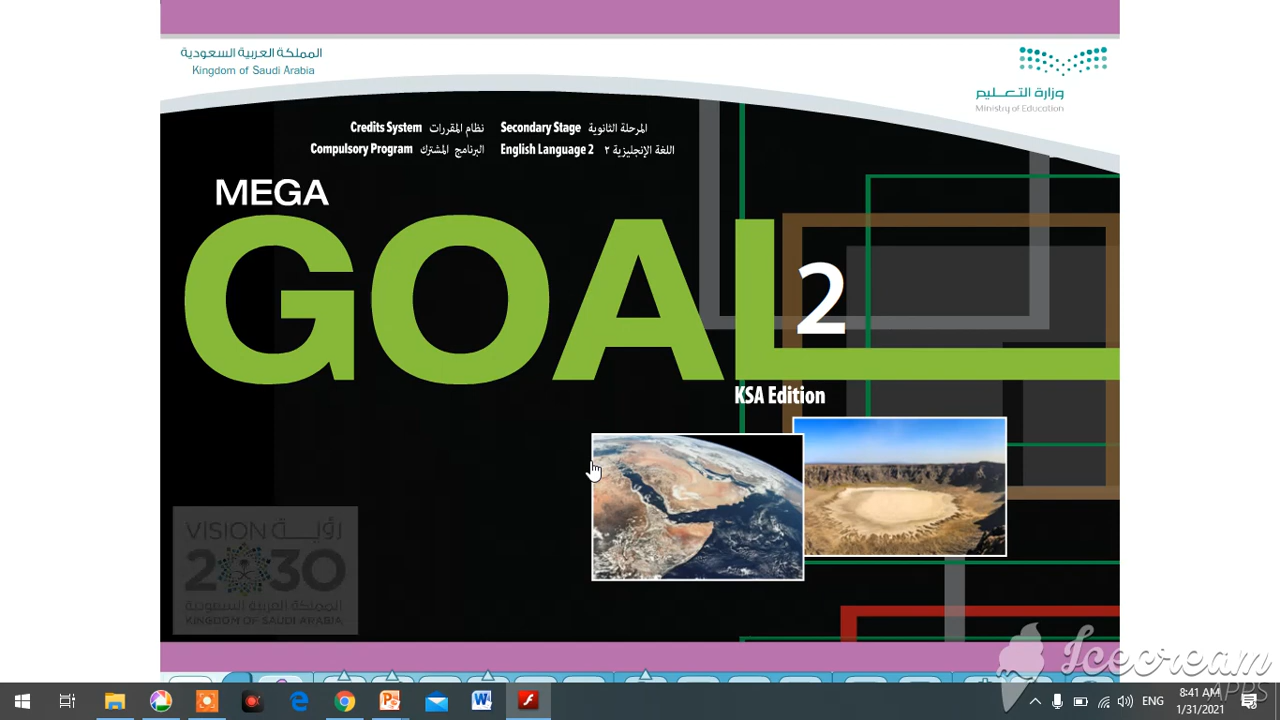 المملكة العربية السعودية
Kingdom of Saudi Arabia
وزارة التعليم
Ministry of Education
Credits System نظام المقررات Secondary Stage المرحلة الثانوية
Compulsory Program البرنامج المشترك English Language 2 اللغة الإنجليزية ٢
MEGA
GOAL
2
KSA Edition
VISION رؤية
2030
المملكة العربية السعودية
KINGDOM OF SAUDI ARABIA
Icecream
APPS
ENG
8:41 AM
1/31/2021